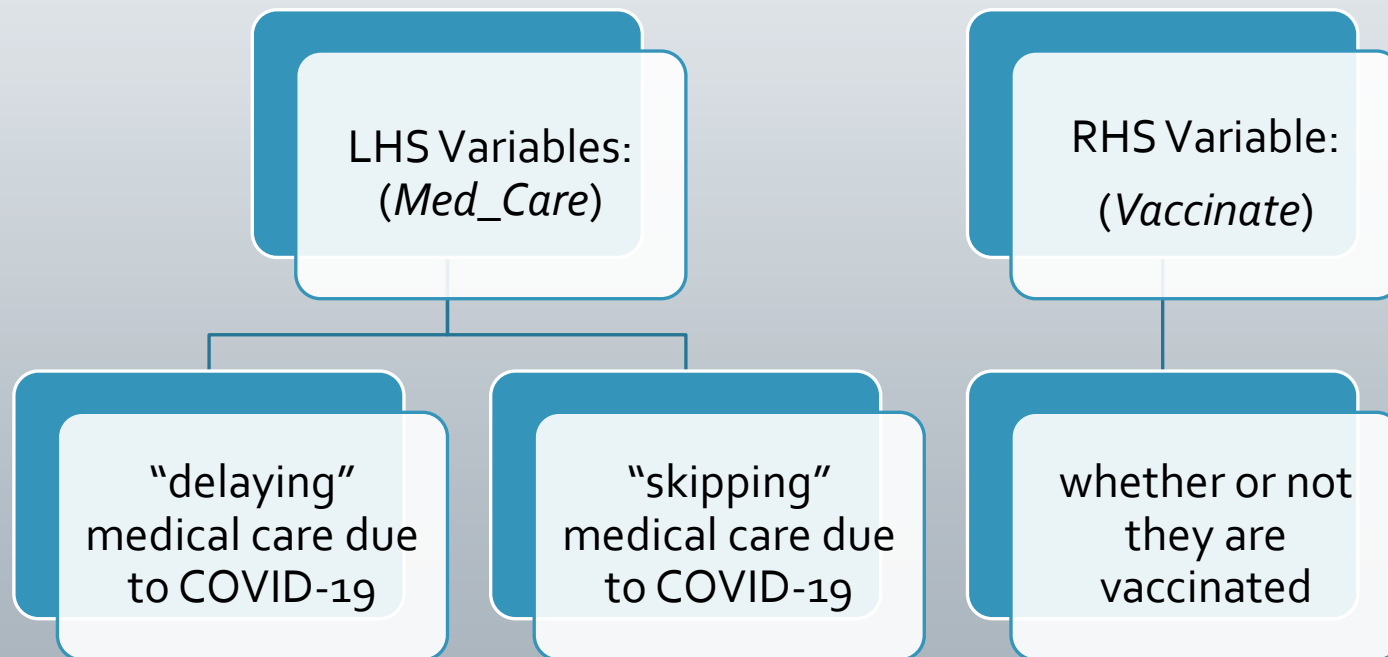 LHS Variables:
(Med_Care)
RHS Variable:
(Vaccinate)
“delaying”
medical care due
to COVID-19
“skipping”
medical care due
to COVID-19
whether or not
they are
vaccinated